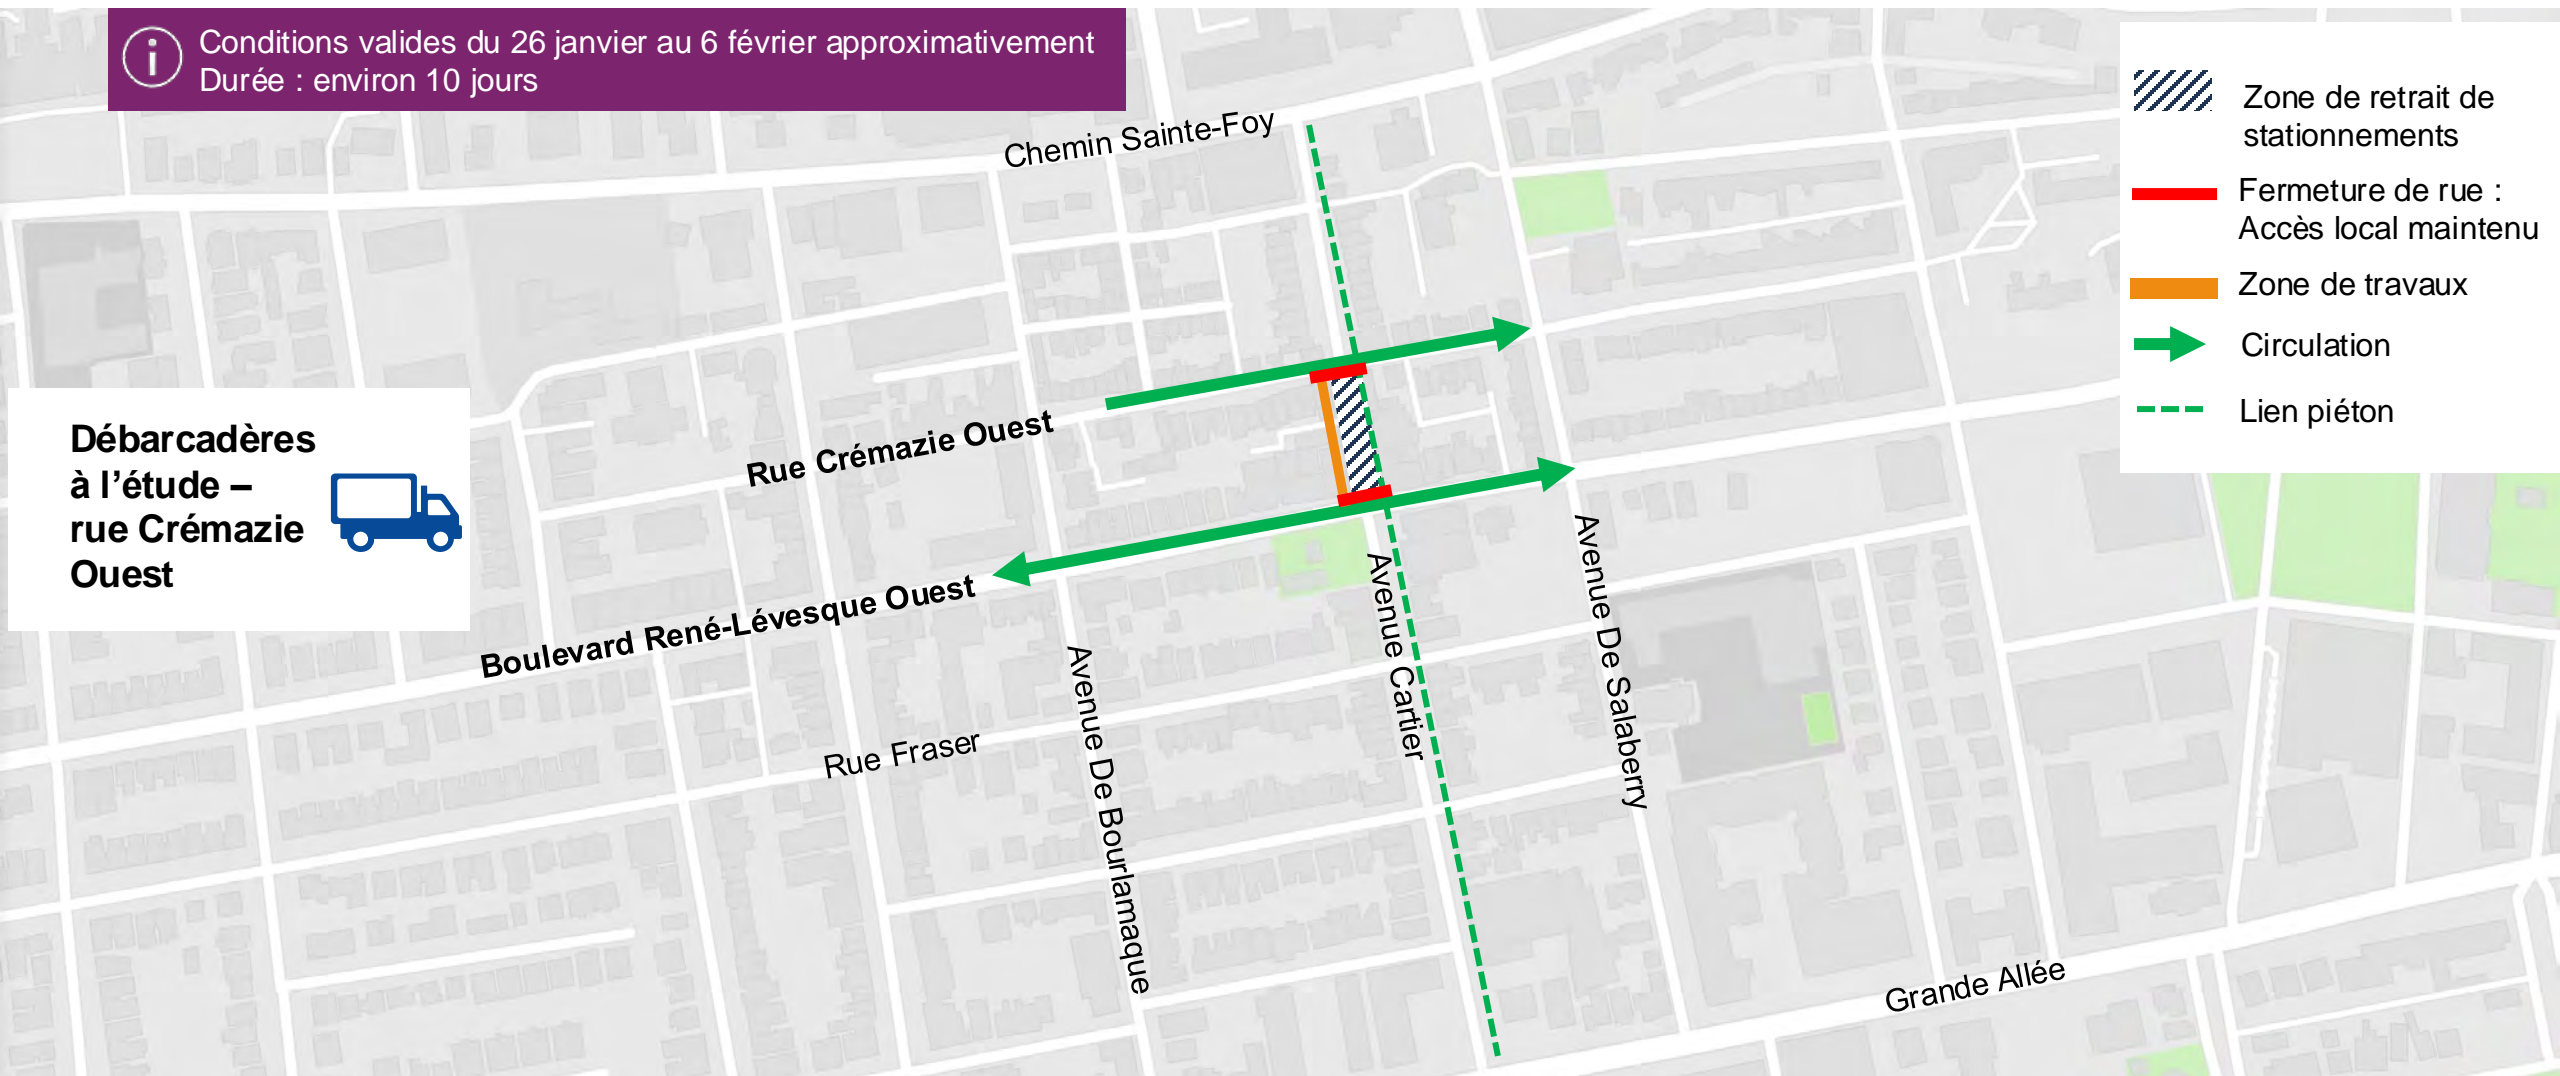 Conditions valides du 26 janvier au 6 février approximativement
Durée : environ 10 jours
Zone de retrait de
stationnements
Fermeture de rue :
Accès local maintenu
Zone de travaux
Circulation
Lien piéton
Chemin Sainte-Foy
Débarcadères
à l'étude –
rue Crémazie
Ouest
Rue Crémazie Ouest
Boulevard René-Lévesque Ouest
Rue Fraser
Avenue De Bourlamaque
Avenue Cartier
Avenue De Salaberry
Grande Allée